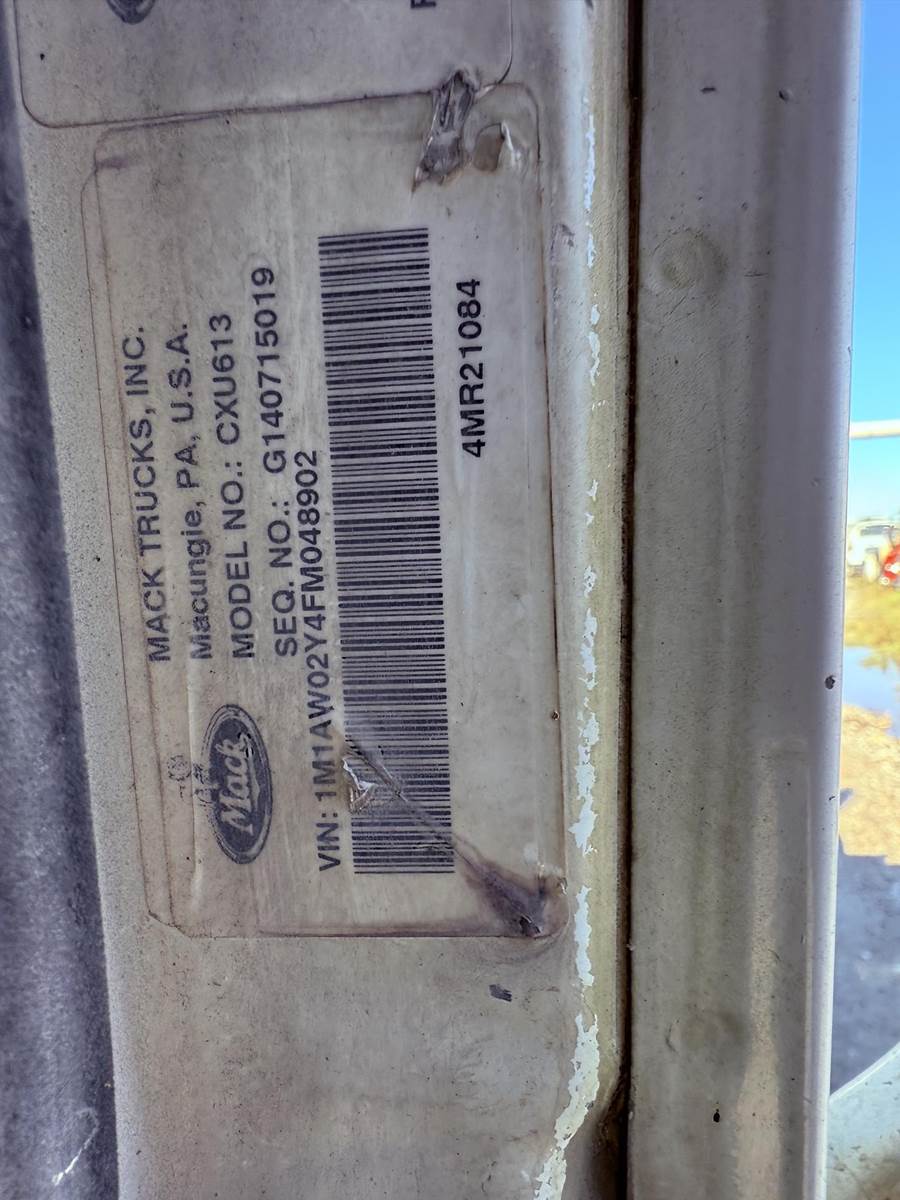 MACK TRUCKS, INC.
Macungie, PA, U.S.A.
MODEL NO.: CXU613
SEQ. NO.: G140715019
Mack
VIN: 1M1AW02Y4FM048902
4MR21084